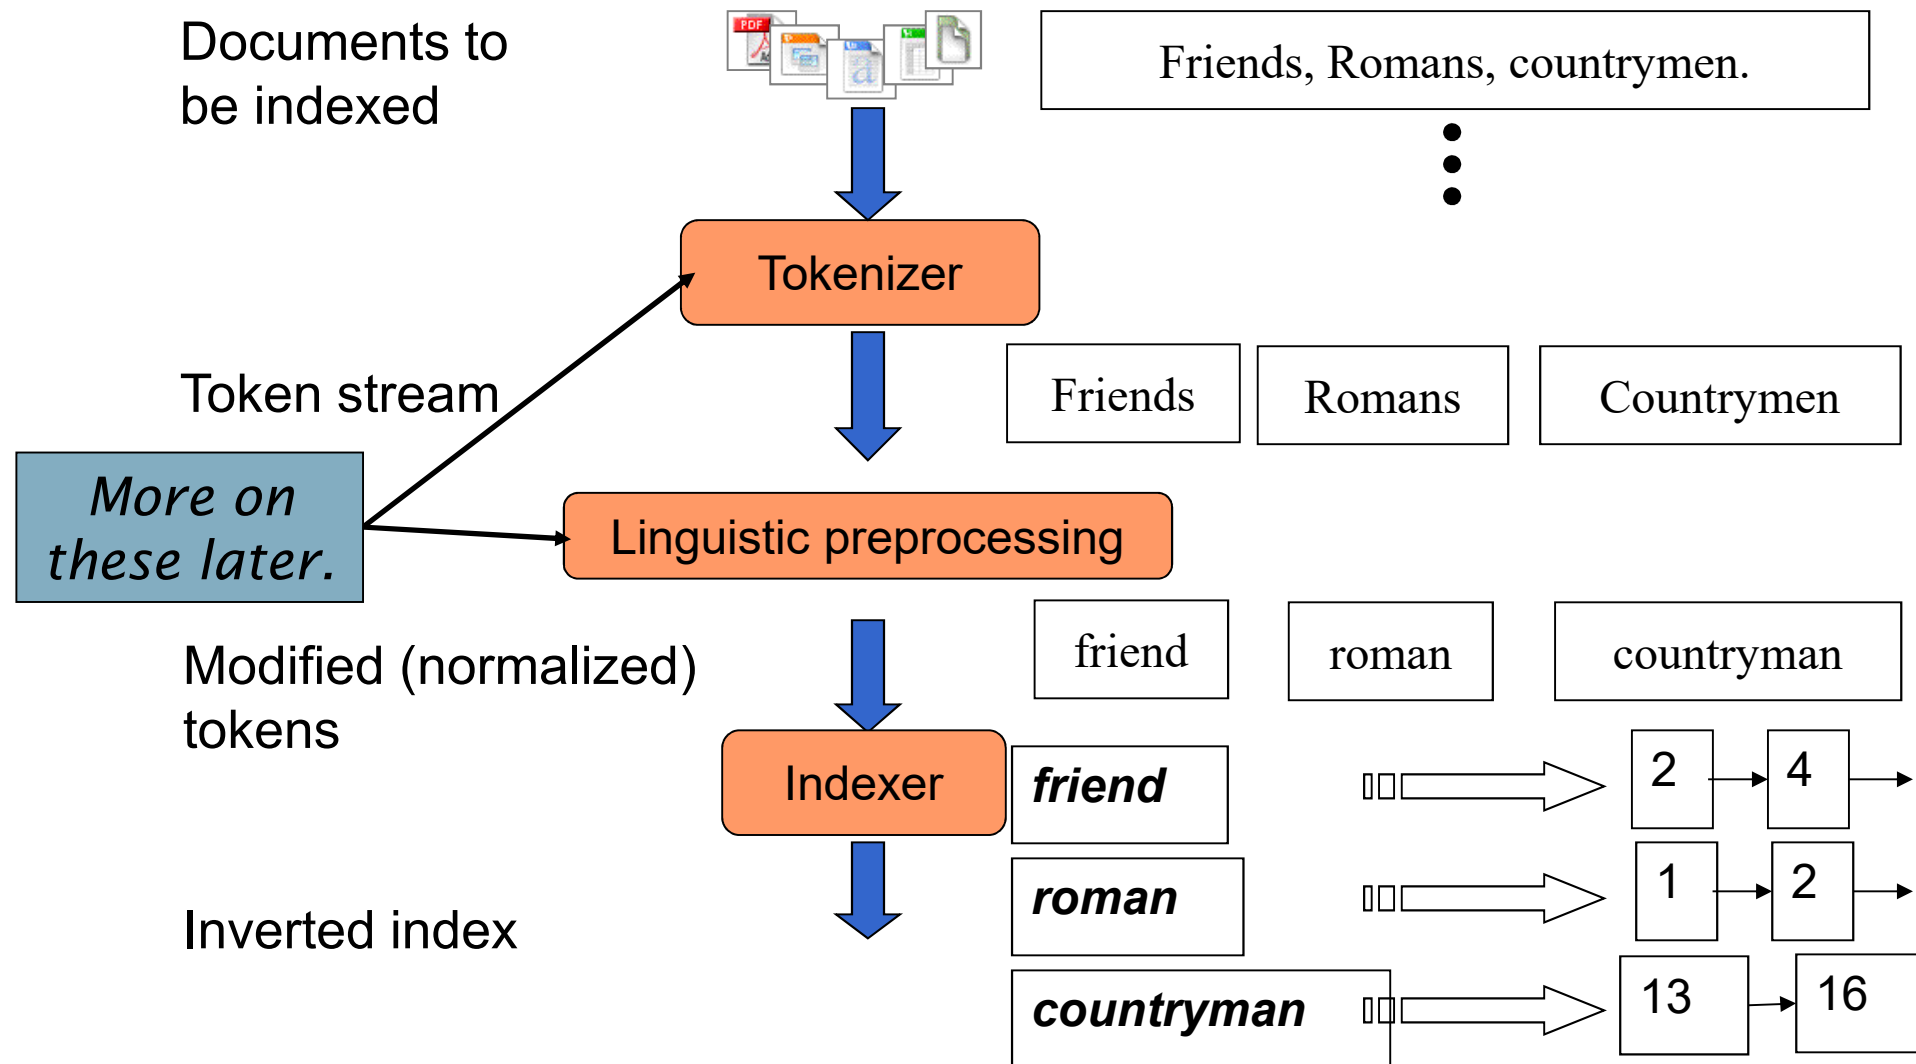 Documents to
be indexed
PDF
Friends, Romans, countrymen.
Tokenizer
Token stream
Friends
Romans
Countrymen
More on
these later.
Linguistic preprocessing
Modified (normalized)
tokens
friend
roman
countryman
Indexer
friend
2
4
roman
1
2
Inverted index
countryman
13
16